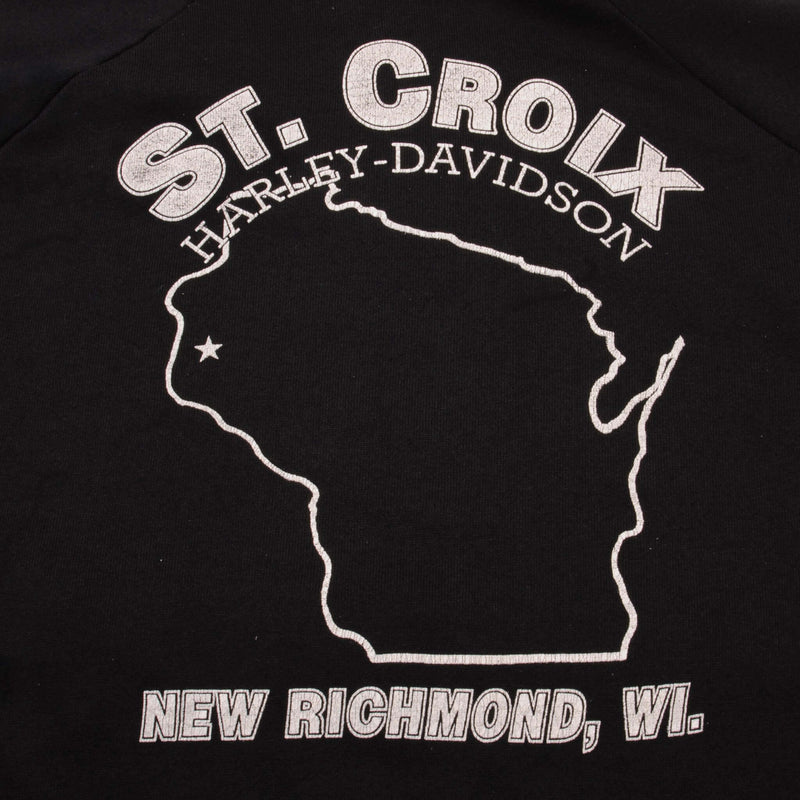 ST. CROIX
HARLEY-DAVIDSON
NEW RICHMOND, WI.